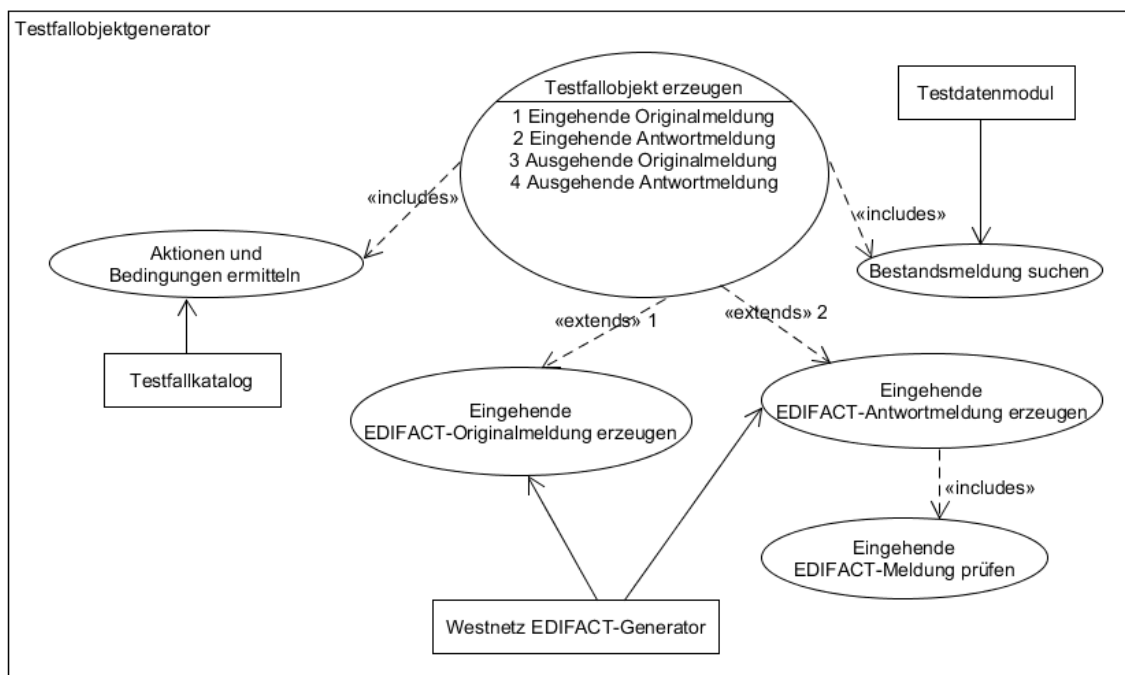 Testfallobjektgenerator
Testfallobjekt erzeugen
1 Eingehende Originalmeldung
2 Eingehende Antwortmeldung
3 Ausgehende Originalmeldung
4 Ausgehende Antwortmeldung
Testdatenmodul
«includes»
«includes»
Aktionen und
Bedingungen ermitteln
Bestandsmeldung suchen
«extends» 1
«extends» 2
Testfallkatalog
Eingehende
EDIFACT-Originalmeldung erzeugen
Eingehende
EDIFACT-Antwortmeldung erzeugen
«includes»
Eingehende
EDIFACT-Meldung prüfen
Westnetz EDIFACT-Generator